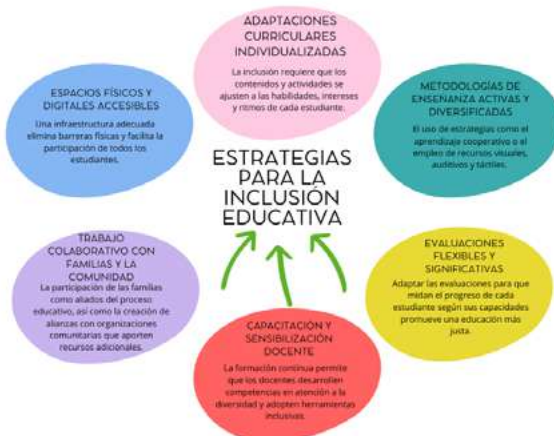 ADAPTACIONES
CURRICULARES
INDIVIDUALIZADAS
La inclusión requiere que los
contenidos y actividades se
ajusten a las habilidades, intereses
y ritmos de cada estudiante.
ESPACIOS FÍSICOS Y
DIGITALES ACCESIBLES
Una infraestructura adecuada
elimina barreras físicas y facilita la
participación de todos los
estudiantes.
METODOLOGÍAS DE
ENSEÑANZA ACTIVAS Y
DIVERSIFICADAS
El uso de estrategias como el
aprendizaje cooperativo o el
empleo de recursos visuales,
auditivos y táctiles.
ESTRATEGIAS
PARA LA
INCLUSIÓN
EDUCATIVA
TRABAJO
COLABORATIVO CON
FAMILIAS Y LA
COMUNIDAD
La participación de las familias
como aliados del proceso
educativo, así como la creación de
alianzas con organizaciones
comunitarias que aporten
recursos adicionales.
EVALUACIONES
FLEXIBLES Y
SIGNIFICATIVAS
Adaptar las evaluaciones para que
midan el progreso de cada
estudiante según sus capacidades
promueve una educación más
justa.
CAPACITACIÓN Y
SENSIBILIZACIÓN
DOCENTE
La formación continua permite
que los docentes desarrollen
competencias en atención a la
diversidad y adopten herramientas
inclusivas.